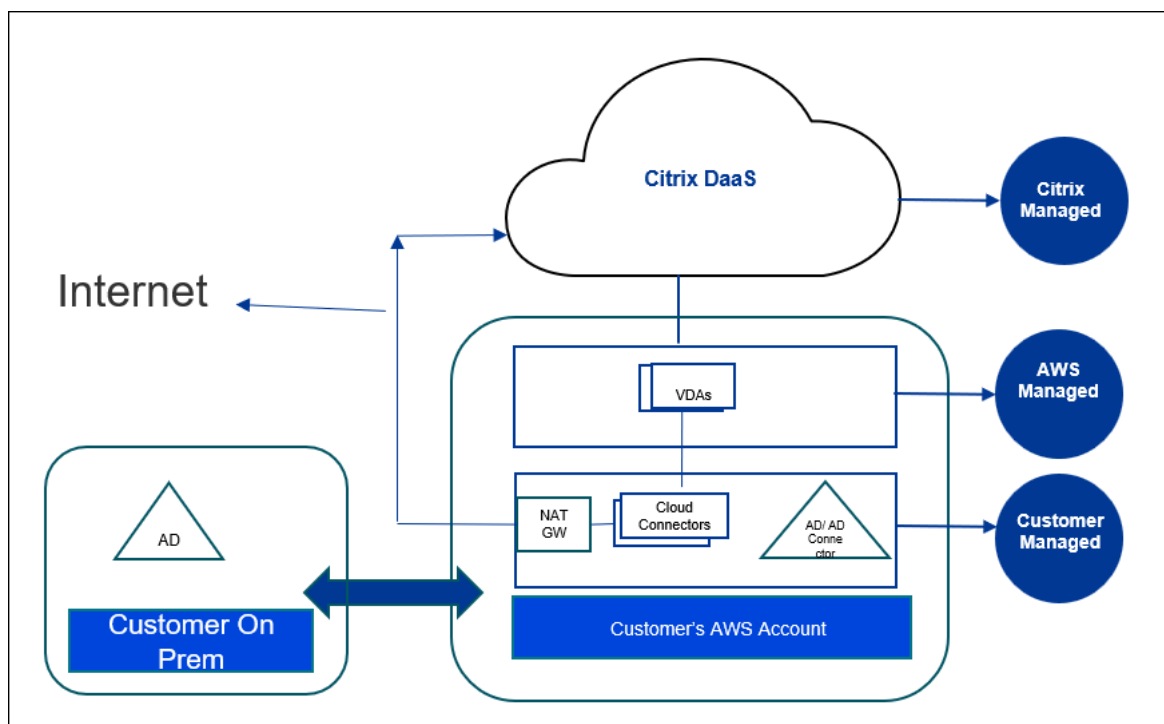 Citrix DaaS
Citrix
Managed
Internet
AWS
Managed
VDAs
Customer
Managed
NAT
GW
Cloud
Connectors
AD/ AD
Conne
ctor
AD
Customer On
Prem
Customer's AWS Account